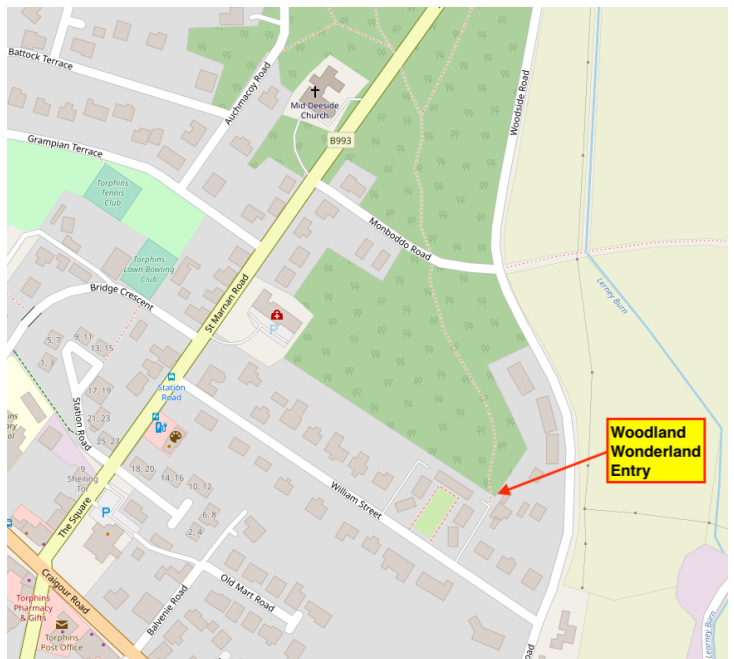 Battock Terrace
Auchmacoy Road
Mid Deeside
Church
Woodside Road
B993
Grampian Terrace
Torphins
Tennis
Club
Monboddo Road
Torphins
Lawn Bowling
Club
Bridge Crescent
St Marnan Road
P
Lerney Burn
5, 7
9, 11
13, 15
1, 3
17, 19
Station
Road
Station Road
21, 23
25, 27
Woodland
Wonderland
Entry
9
Sheiling
18, 20
14, 16
10, 12
William Street
P
6, 8
2, 4
The Square
Craigour Road
Old Mart Road
Balvenie Road
Torphins
Pharmacy
& Gifts
Torphins
Post Office
Learney Burn